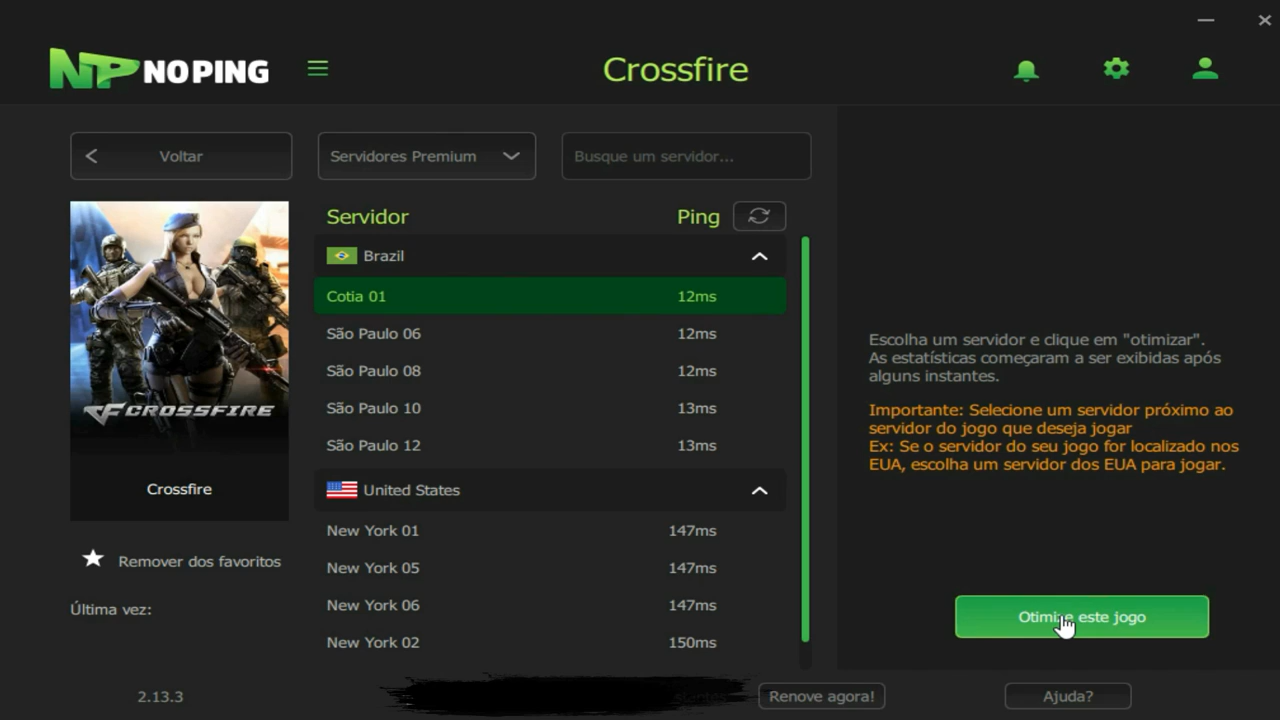 NP NOPING
Crossfire
Voltar
Servidores Premium
Busque um servidor...
Servidor Ping
Brazil
Cotia 01 12ms
São Paulo 06 12ms
São Paulo 08 12ms
São Paulo 10 13ms
São Paulo 12 13ms
United States
New York 01 147ms
New York 05 147ms
New York 06 147ms
New York 02 150ms
CF CROSSFIRE
Crossfire
Remover dos favoritos
Última vez:
Escolha um servidor e clique em "otimizar".
As estatísticas começaram a ser exibidas após
alguns instantes.
Importante: Selecione um servidor próximo ao
servidor do jogo que deseja jogar
Ex: Se o servidor do seu jogo for localizado nos
EUA, escolha um servidor dos EUA para jogar.
Otimize este jogo
2.13.3
Renove agora!
Ajuda?